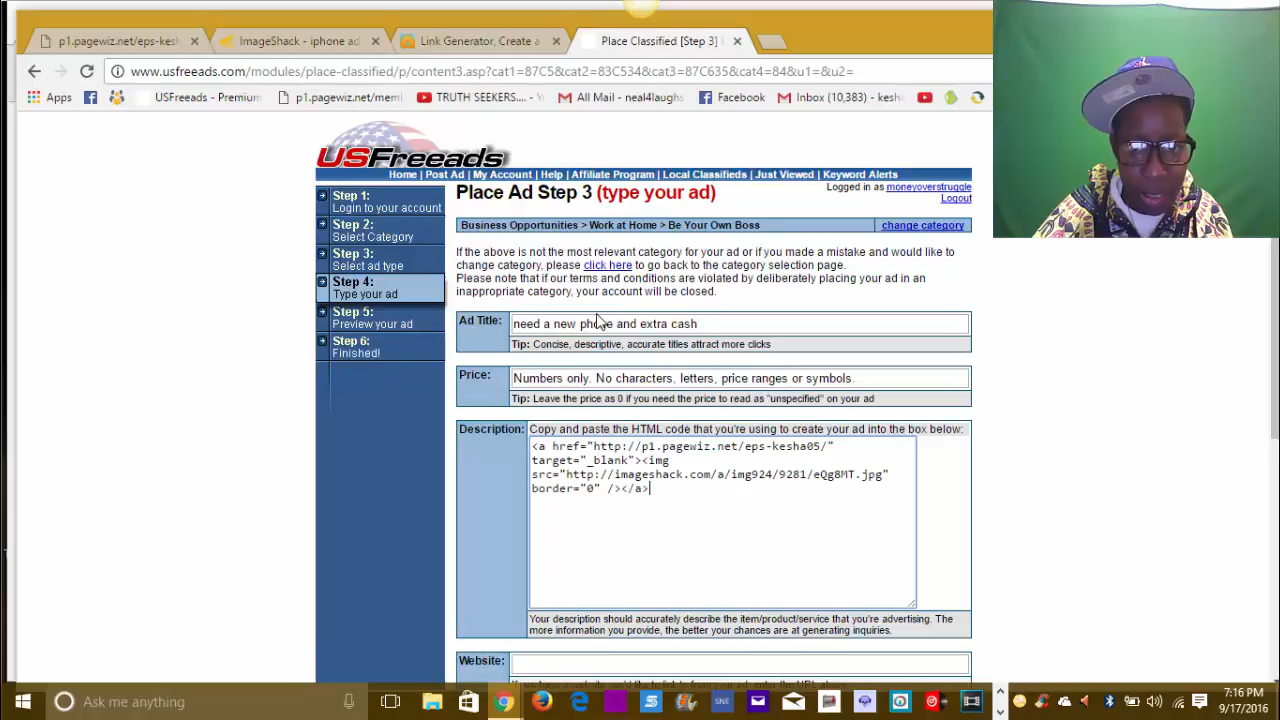 p1.pagewiz.net/eps-kesh
ImageShack - iphone ad
Link Generator, Create a
Place Classified [Step 3]
www.usfreeads.com/modules/place-classified/p/content3.asp?cat1=87C5&cat2=83C534&cat3=87C635&cat4=84&u1=&u2=
Apps
USFreeads - Premium
p1.pagewiz.net/meml
TRUTH SEEKERS....
All Mail - neal4laughs
Facebook
Inbox (10,383) - kesha
USFreeads
Home | Post Ad | My Account | Help | Affiliate Program | Local Classifieds | Just Viewed | Keyword Alerts
Step 1:
Login to your account
Step 2:
Select Category
Step 3:
Select ad type
Step 4:
Type your ad
Step 5:
Preview your ad
Step 6:
Finished!
Place Ad Step 3 (type your ad)
Logged in as moneyoverstruggle
Logout
Business Opportunities > Work at Home > Be Your Own Boss
change category
If the above is not the most relevant category for your ad or if you made a mistake and would like to
change category, please click here to go back to the category selection page.
Please note that if our terms and conditions are violated by deliberately placing your ad in an
inappropriate category, your account will be closed.
Ad Title:
need a new phone and extra cash
Tip: Concise, descriptive, accurate titles attract more clicks
Price:
Numbers only. No characters, letters, price ranges or symbols.
Tip: Leave the price as 0 if you need the price to read as "unspecified" on your ad
Description:
Copy and paste the HTML code that you're using to create your ad into the box below:
<a href="http://p1.pagewiz.net/eps-kesha05/"
target="_blank"><img
src="http://imageshack.com/a/img924/9281/eQg8MT.jpg"
border="0" /></a>
Your description should accurately describe the item/product/service that you're advertising. The
more information you provide, the better your chances are at generating inquiries.
Website:
Ask me anything
SNE
7:16 PM
9/17/2016